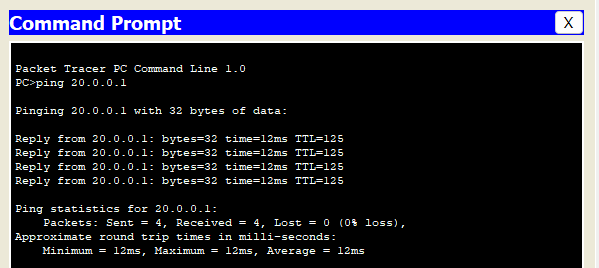 Command Prompt
X
Packet Tracer PC Command Line 1.0
PC>ping 20.0.0.1
Pinging 20.0.0.1 with 32 bytes of data:
Reply from 20.0.0.1: bytes=32 time=12ms TTL=125
Reply from 20.0.0.1: bytes=32 time=12ms TTL=125
Reply from 20.0.0.1: bytes=32 time=12ms TTL=125
Reply from 20.0.0.1: bytes=32 time=12ms TTL=125
Ping statistics for 20.0.0.1:
Packets: Sent = 4, Received = 4, Lost = 0 (0% loss),
Approximate round trip times in milli-seconds:
Minimum = 12ms, Maximum = 12ms, Average = 12ms